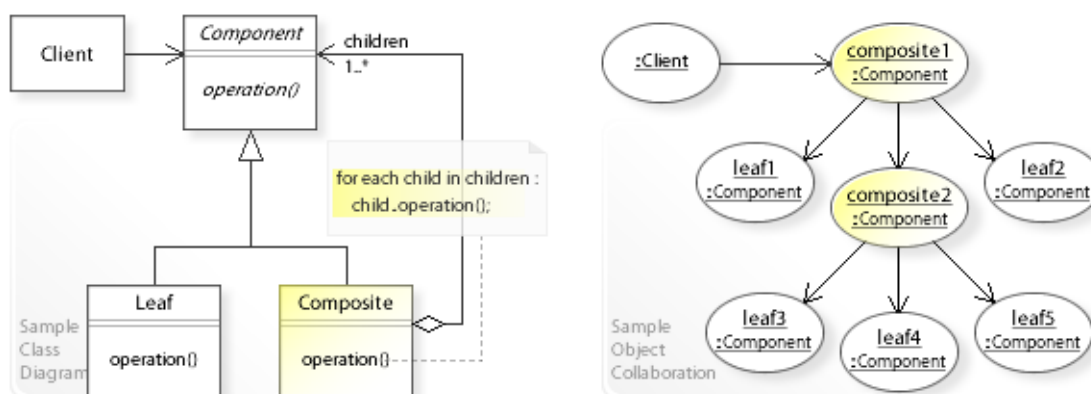 Client
Component
operation()
children
1..*
for each child in children :
child.operation();
Leaf
operation()
Composite
operation()
Sample
Class
Diagram
:Client
composite1
:Component
leaf1
:Component
composite2
:Component
leaf2
:Component
leaf3
:Component
leaf4
:Component
leaf5
:Component
Sample
Object
Collaboration